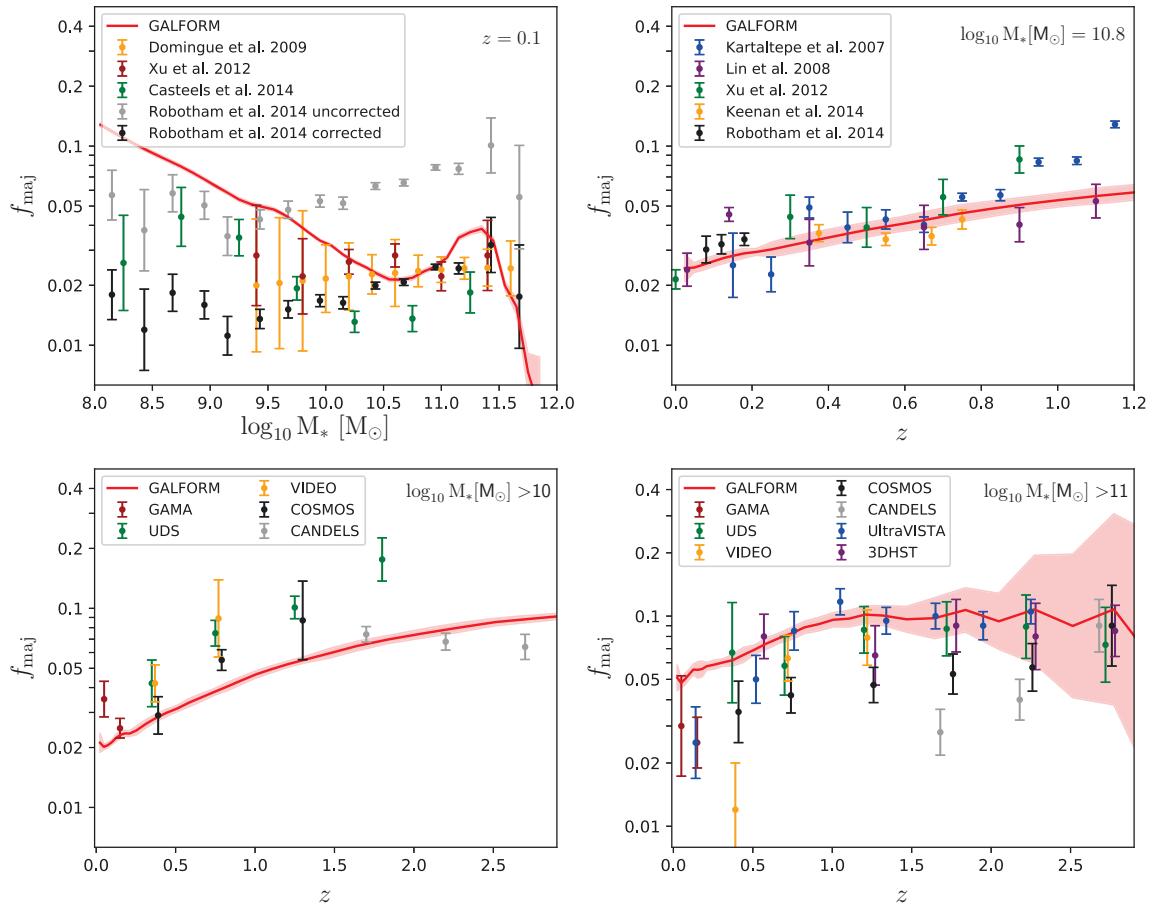 GALFORM
Domingue et al. 2009
Xu et al. 2012
Casteels et al. 2014
Robotham et al. 2014 uncorrected
Robotham et al. 2014 corrected
z = 0.1
0.4
0.2
0.1
0.05
0.02
0.01
f_maj
8.0 8.5 9.0 9.5 10.0 10.5 11.0 11.5 12.0
log₁₀ M∗ [M⊙]
GALFORM
Kartaltepe et al. 2007
Lin et al. 2008
Xu et al. 2012
Keenan et al. 2014
Robotham et al. 2014
log₁₀ M∗[M⊙] = 10.8
0.4
0.2
0.1
0.05
0.02
0.01
f_maj
0.0 0.2 0.4 0.6 0.8 1.0 1.2
z
GALFORM VIDEO
GAMA COSMOS
UDS CANDELS
log₁₀ M∗[M⊙] >10
0.4
0.2
0.1
0.05
0.02
0.01
f_maj
0.0 0.5 1.0 1.5 2.0 2.5
z
GALFORM COSMOS
GAMA CANDELS
UDS UltraVISTA
VIDEO 3DHST
log₁₀ M∗[M⊙] >11
0.4
0.2
0.1
0.05
0.02
0.01
f_maj
0.0 0.5 1.0 1.5 2.0 2.5
z